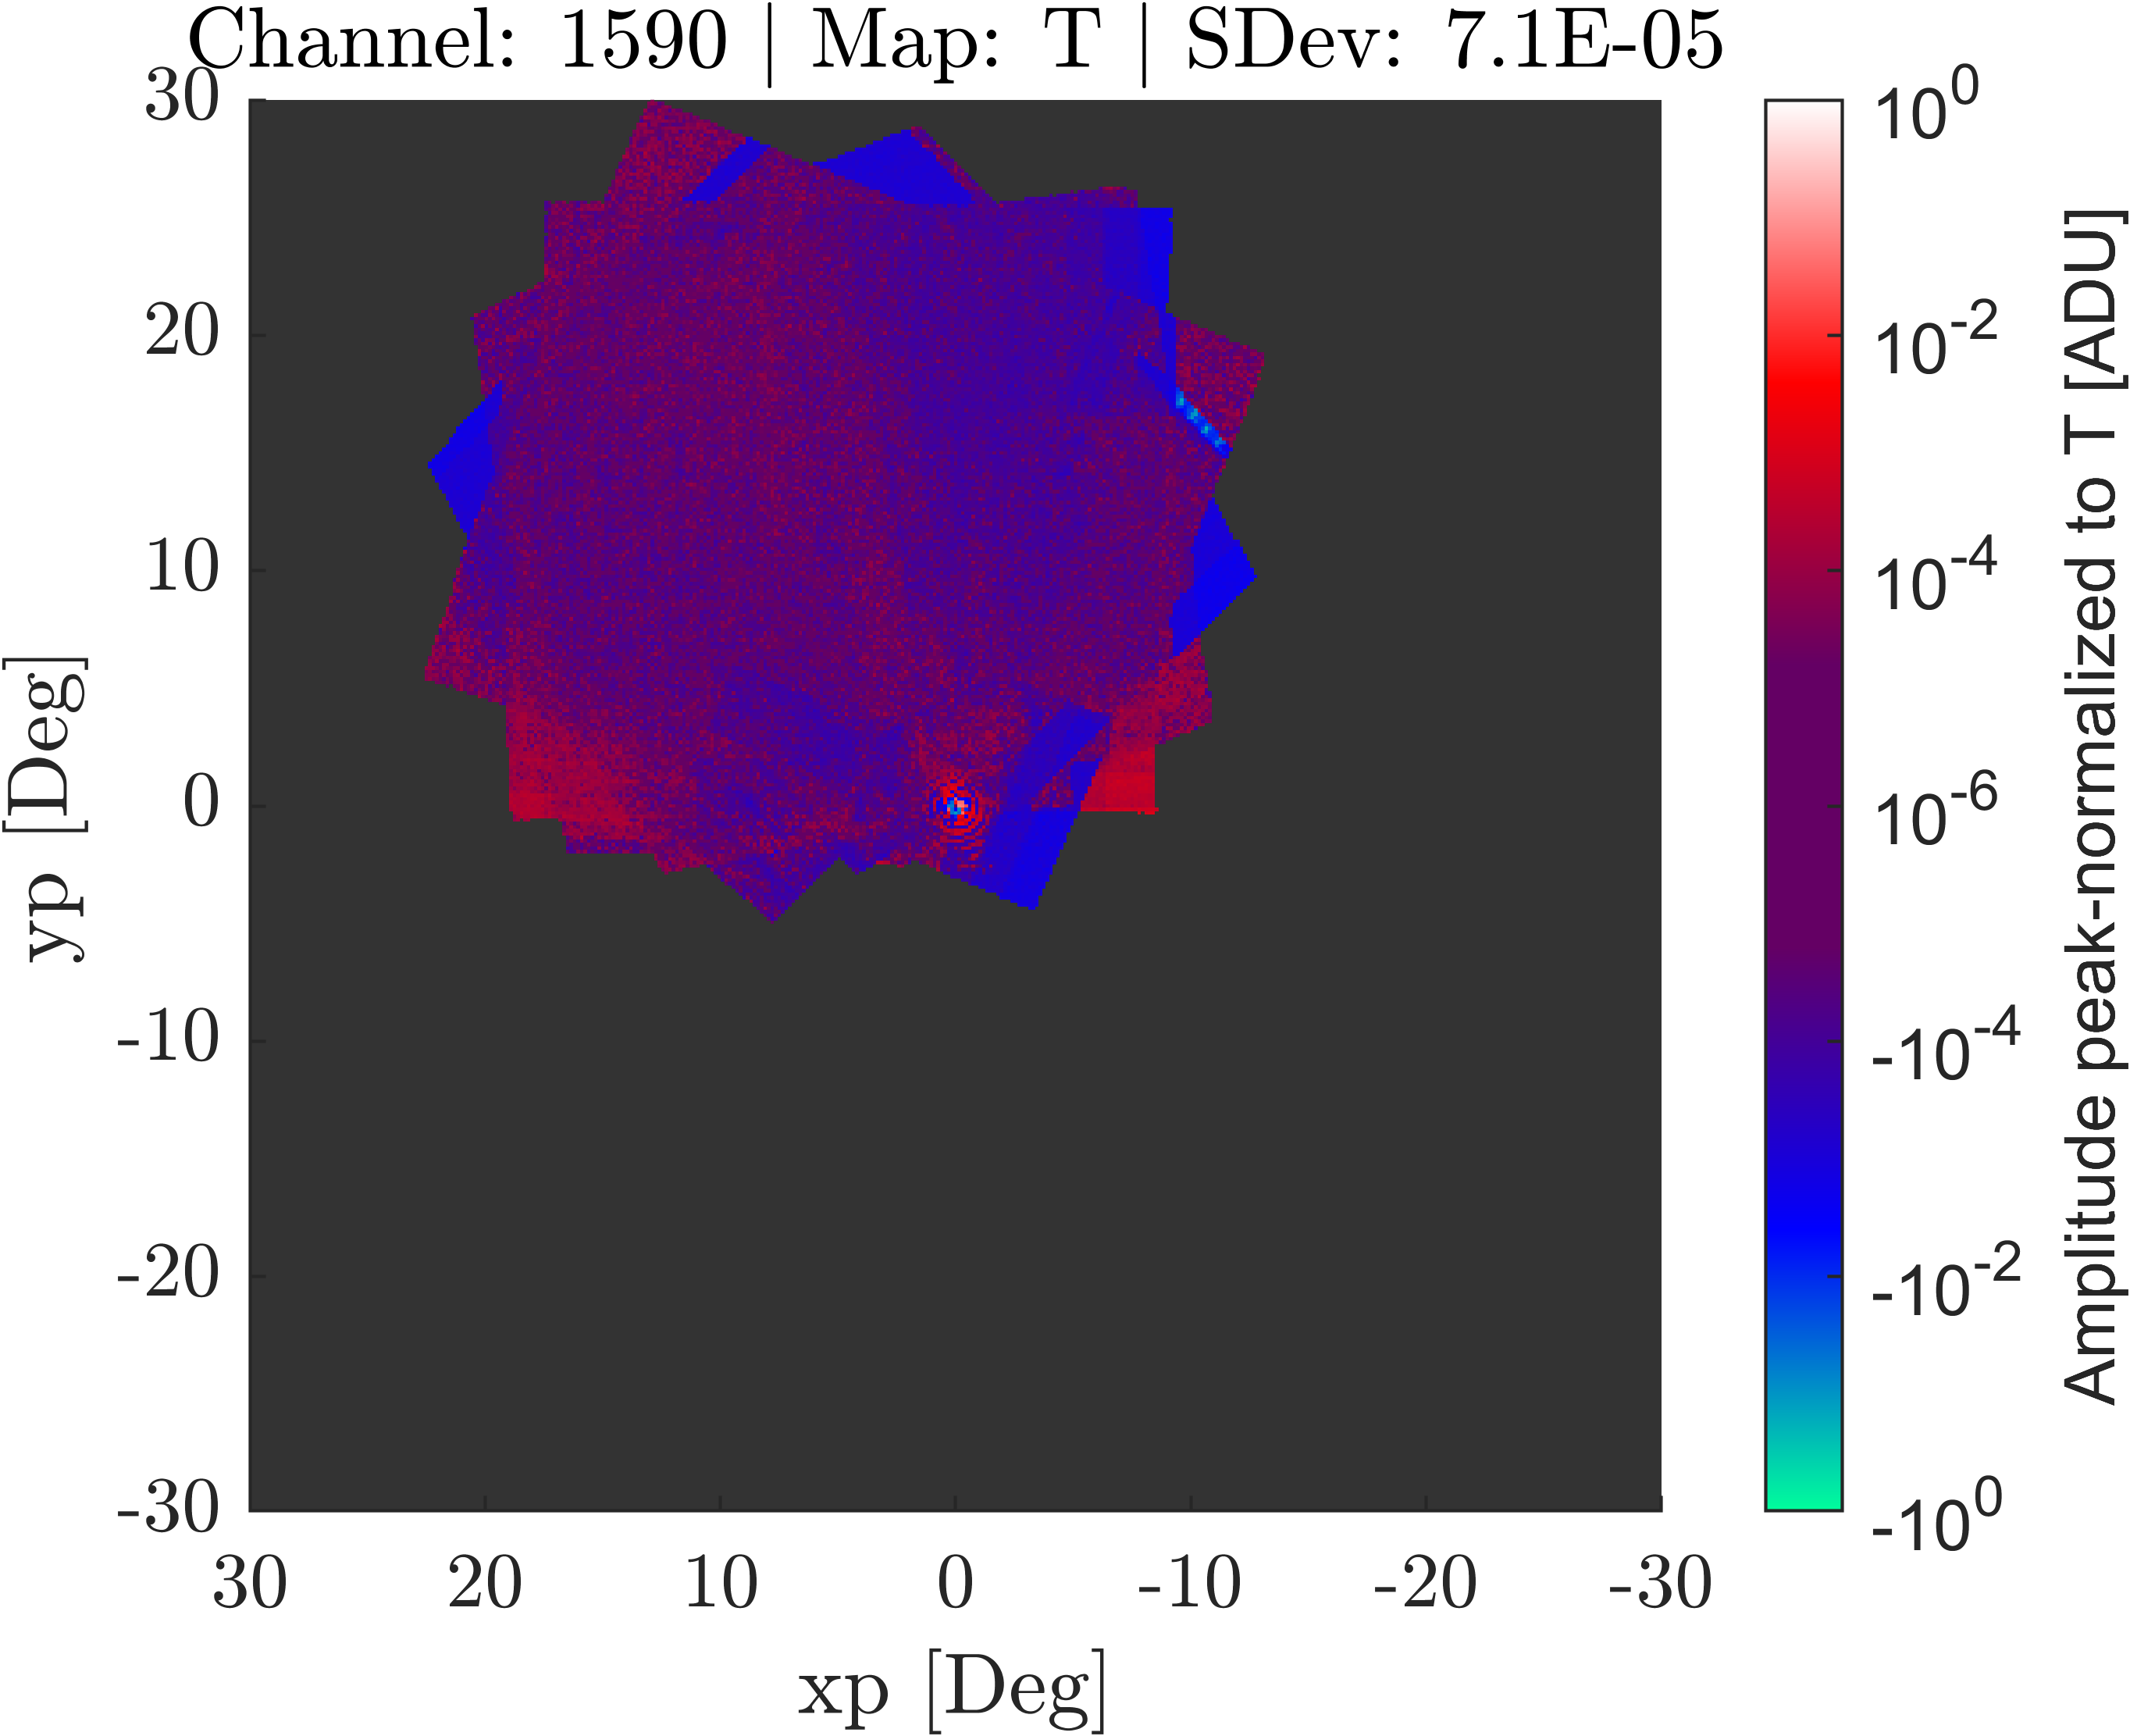 Channel: 1590 | Map: T | SDev: 7.1E-05
30
20
10
0
-10
-20
-30
yp [Deg]
30 20 10 0 -10 -20 -30
xp [Deg]
10^0
10^-2
10^-4
10^-6
-10^-4
-10^-2
-10^0
Amplitude peak-normalized to T [ADU]